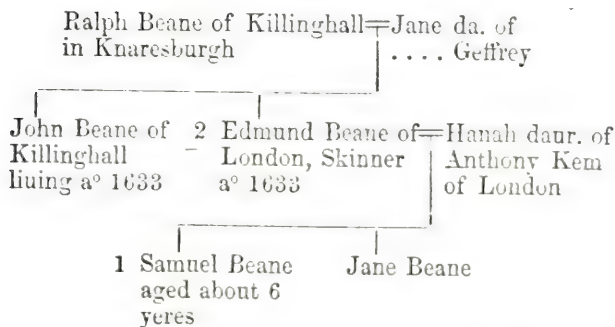 Ralph Beane of Killinghall=Jane da. of
in Knaresburgh .... Geffrey
John Beane of
Killinghall
liuing a° 1633
2 Edmund Beane of=Hanah daur. of
London, Skinner Anthony Kem
a° 1633 of London
1 Samuel Beane
aged about 6
yeres
Jane Beane